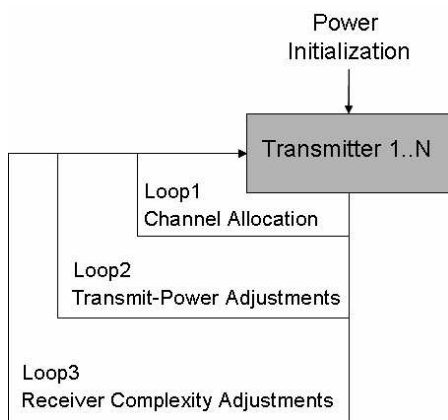 Power
Initialization
Transmitter 1..N
Loop1
Channel Allocation
Loop2
Transmit-Power Adjustments
Loop3
Receiver Complexity Adjustments